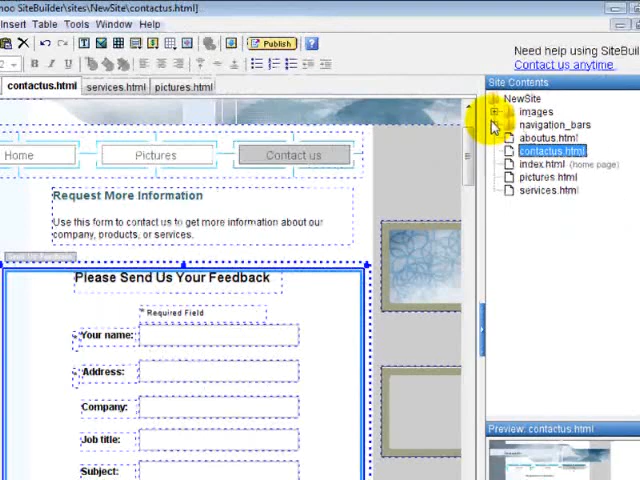 hoo SiteBuilder\sites\NewSite\contactus.html]
Insert Table Tools Window Help
Publish
Need help using SiteBuil
Contact us anytime.
contactus.html services.html pictures.html
Site Contents
NewSite
images
navigation_bars
aboutus.html
contactus.html
index.html (home page)
pictures.html
services.html
Home Pictures Contact us
Request More Information
Use this form to contact us to get more information about our
company, products, or services.
Send Us Feedback
Please Send Us Your Feedback
* Required Field
* Your name:
* Address:
Company:
Job title:
Subject:
Preview: contactus.html